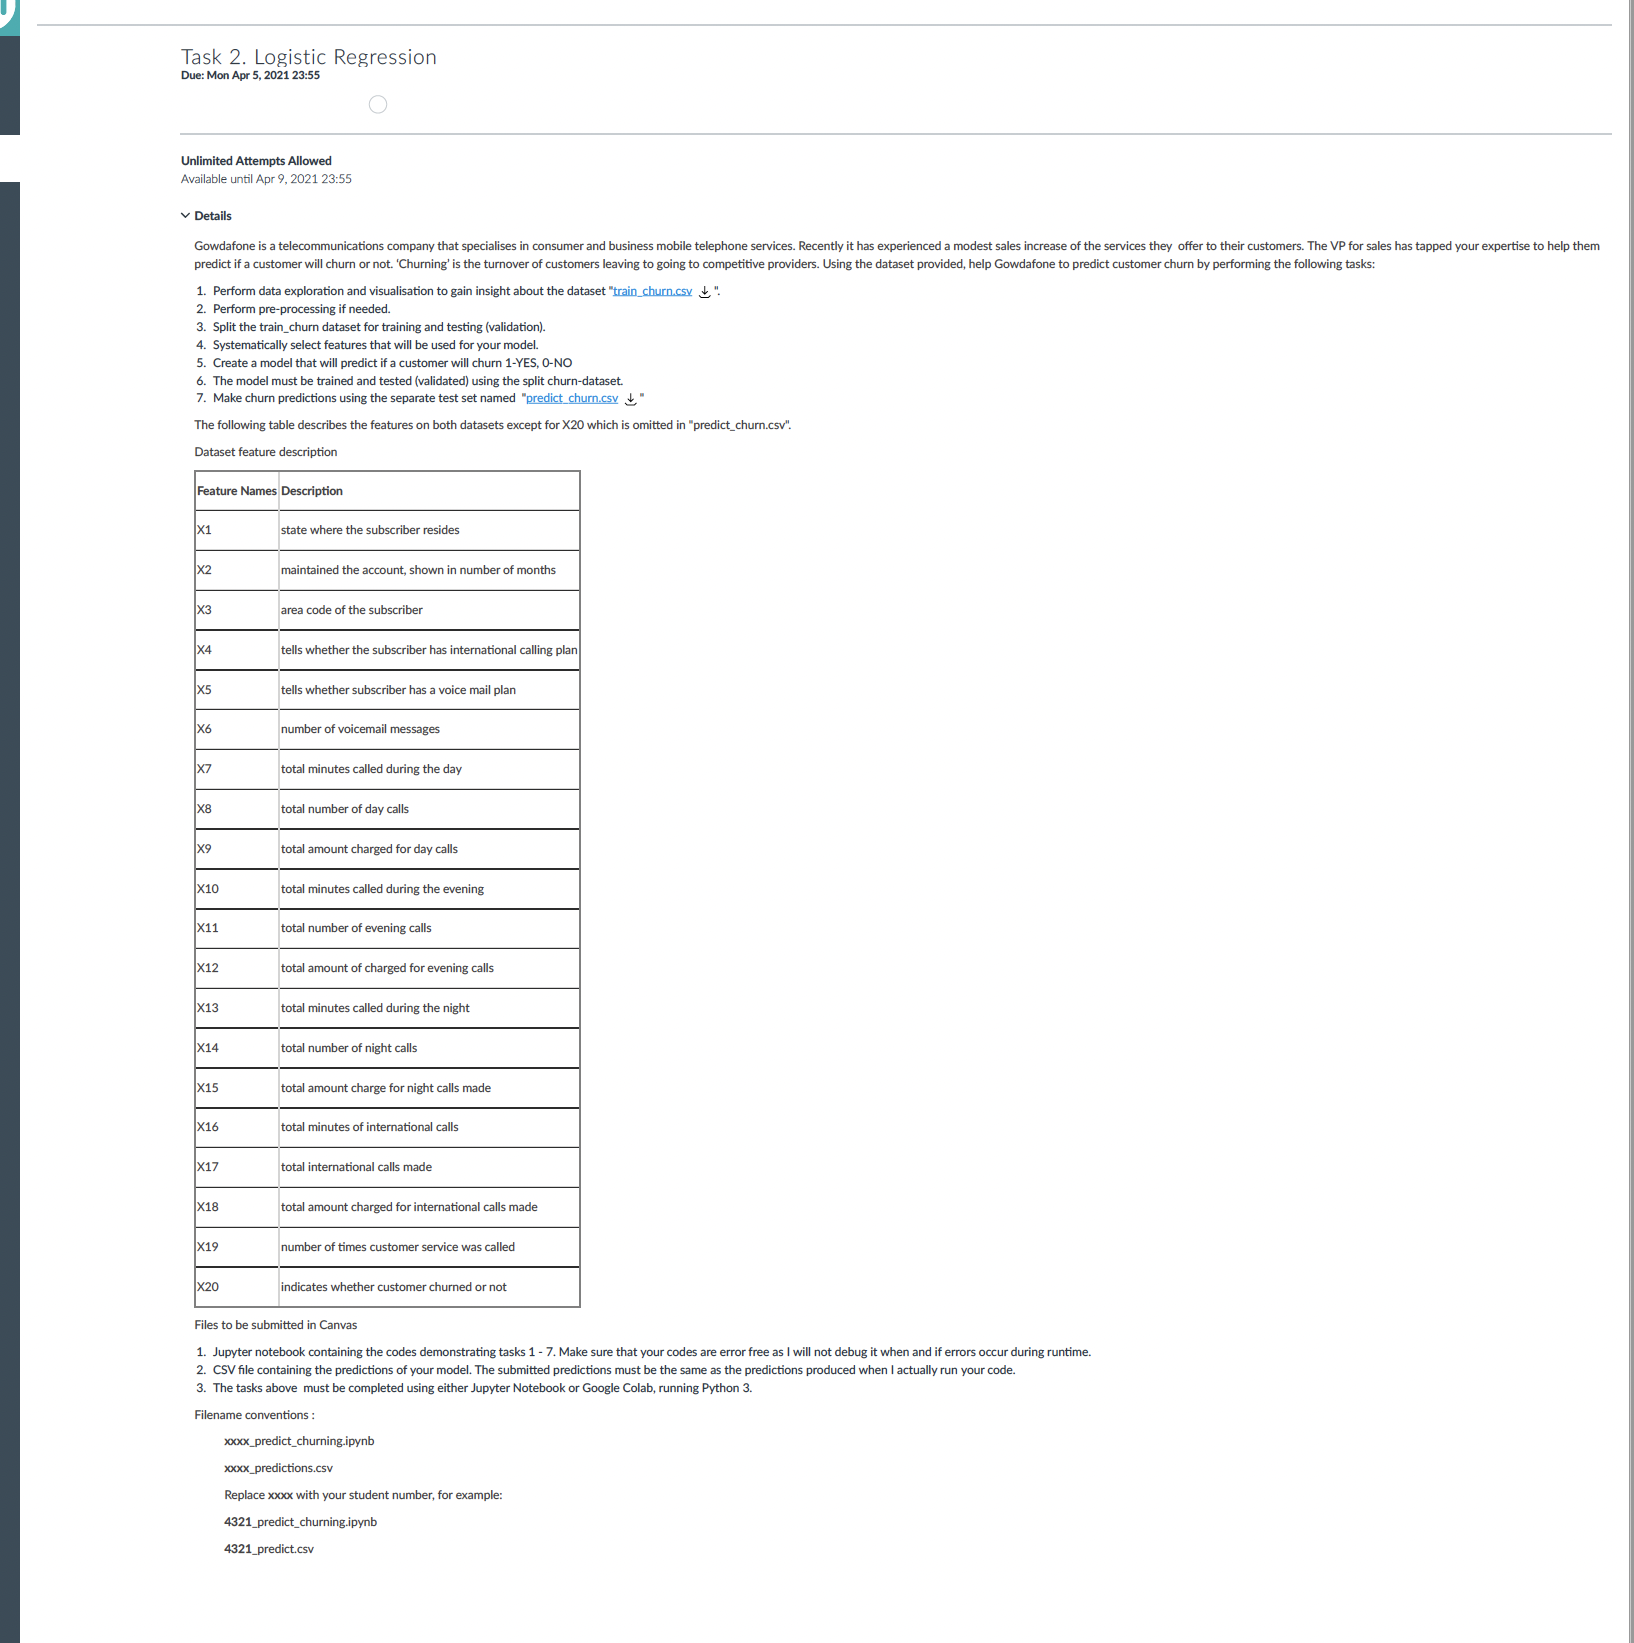 Task 2. Logistic Regression
Due: Mon Apr 5, 2021 23:55
Unlimited Attempts Allowed
Available until Apr 9, 2021 23:55
Details
Gowdafone is a telecommunications company that specialises in consumer and business mobile telephone services. Recently it has experienced a modest sales increase of the services they offer to their customers. The VP for sales has tapped your expertise to help them
predict if a customer will churn or not. 'Churning' is the turnover of customers leaving to going to competitive providers. Using the dataset provided, help Gowdafone to predict customer churn by performing the following tasks:
1. Perform data exploration and visualisation to gain insight about the dataset "train_churn.csv ".
2. Perform pre-processing if needed.
3. Split the train_churn dataset for training and testing (validation).
4. Systematically select features that will be used for your model.
5. Create a model that will predict if a customer will churn 1-YES, 0-NO
6. The model must be trained and tested (validated) using the split churn-dataset.
7. Make churn predictions using the separate test set named "predict_churn.csv "
The following table describes the features on both datasets except for X20 which is omitted in "predict_churn.csv".
Dataset feature description
Feature Names Description
X1 state where the subscriber resides
X2 maintained the account, shown in number of months
X3 area code of the subscriber
X4 tells whether the subscriber has international calling plan
X5 tells whether subscriber has a voice mail plan
X6 number of voicemail messages
X7 total minutes called during the day
X8 total number of day calls
X9 total amount charged for day calls
X10 total minutes called during the evening
X11 total number of evening calls
X12 total amount of charged for evening calls
X13 total minutes called during the night
X14 total number of night calls
X15 total amount charge for night calls made
X16 total minutes of international calls
X17 total international calls made
X18 total amount charged for international calls made
X19 number of times customer service was called
X20 indicates whether customer churned or not
Files to be submitted in Canvas
1. Jupyter notebook containing the codes demonstrating tasks 1 - 7. Make sure that your codes are error free as I will not debug it when and if errors occur during runtime.
2. CSV file containing the predictions of your model. The submitted predictions must be the same as the predictions produced when I actually run your code.
3. The tasks above must be completed using either Jupyter Notebook or Google Colab, running Python 3.
Filename conventions :
xxxx_predict_churning.ipynb
xxxx_predictions.csv
Replace xxxx with your student number, for example:
4321_predict_churning.ipynb
4321_predict.csv